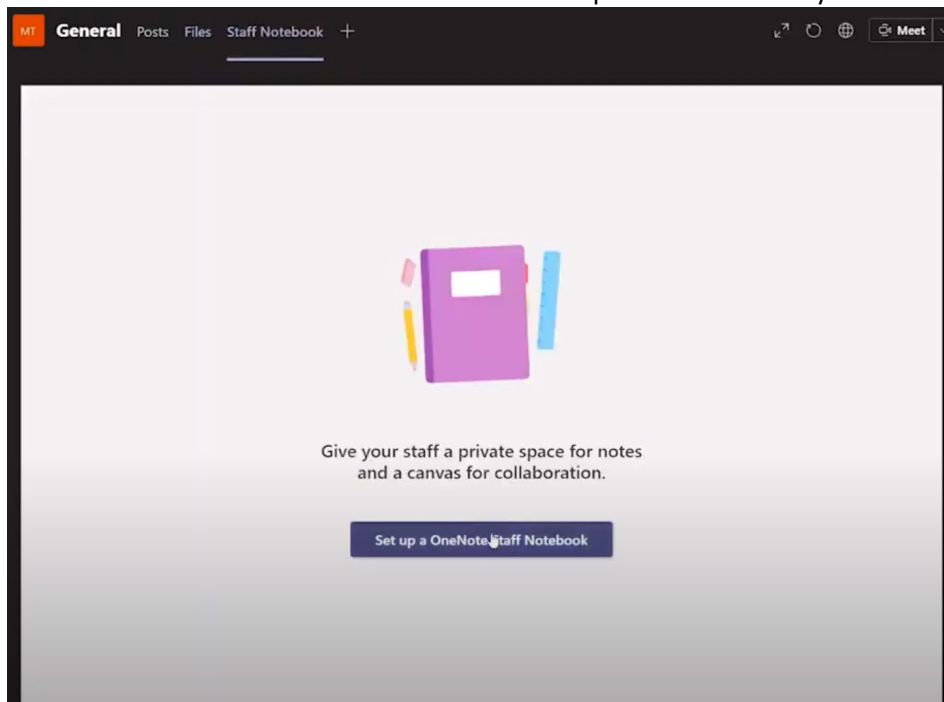 MT General Posts Files Staff Notebook + Meet
Give your staff a private space for notes
and a canvas for collaboration.
Set up a OneNote Staff Notebook